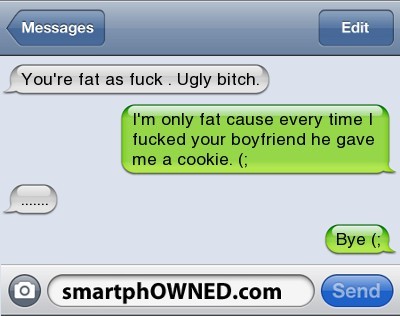 Messages
Edit
You're fat as fuck . Ugly bitch.
I'm only fat cause every time I
fucked your boyfriend he gave
me a cookie. (;
.......
Bye (;
smartphOWNED.com
Send